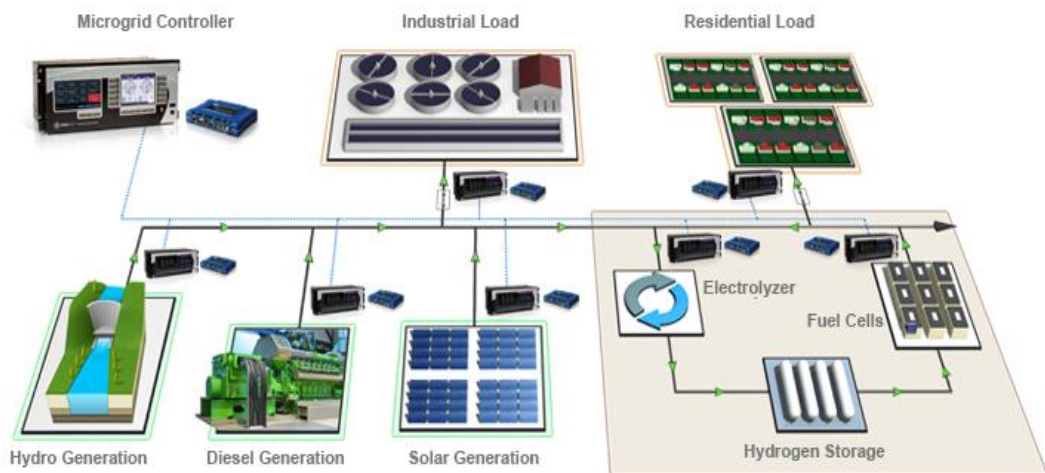 Microgrid Controller
Industrial Load
Residential Load
Electrolyzer
Fuel Cells
Hydrogen Storage
Hydro Generation
Diesel Generation
Solar Generation